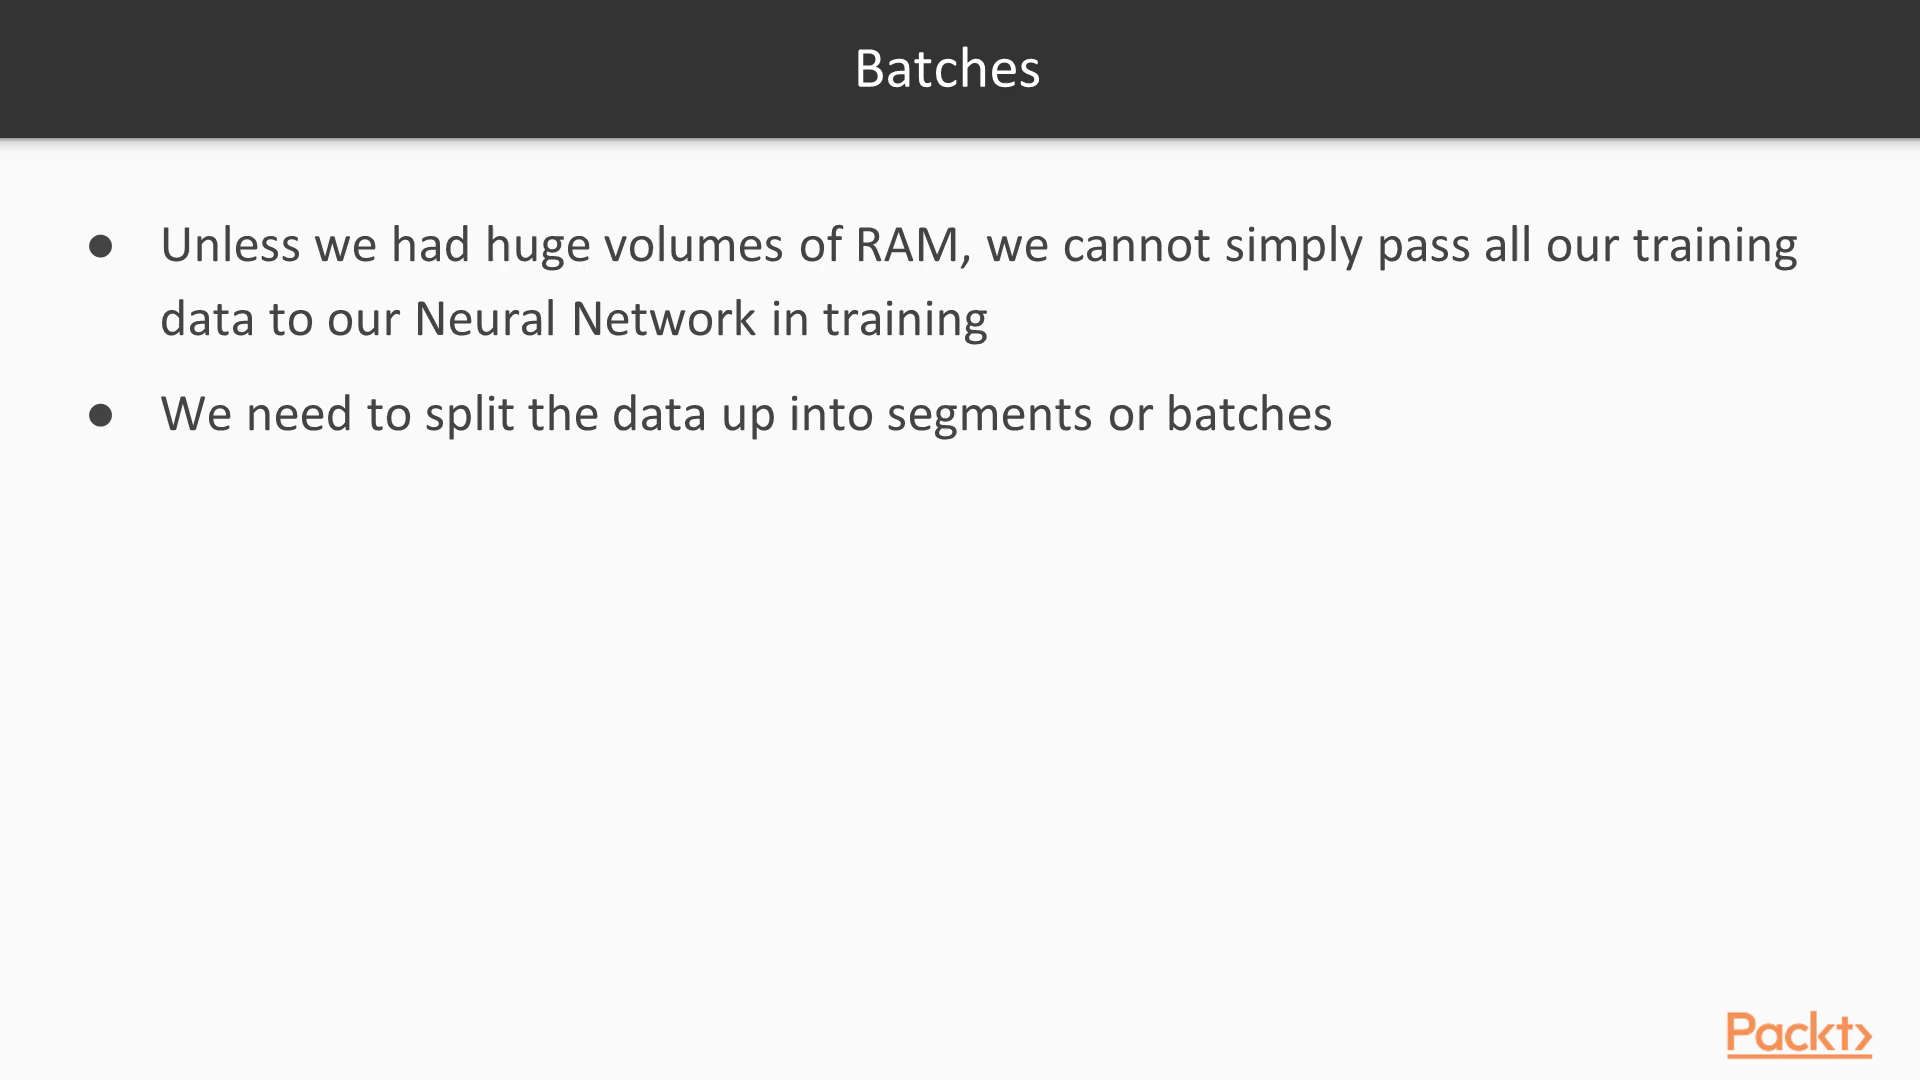 Batches
● Unless we had huge volumes of RAM, we cannot simply pass all our training
data to our Neural Network in training
● We need to split the data up into segments or batches
Packt>